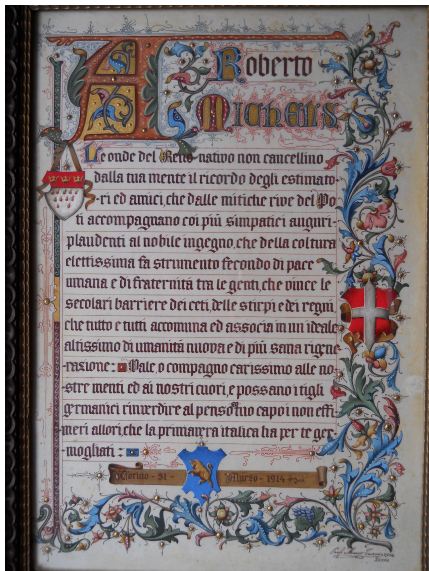 A Roberto
Michels
Le onde del Reno nativo non cancellino
dalla tua mente il ricordo degli estimato-
ri ed amici, che dalle mitiche rive del Po
ti accompagnano coi più simpatici auguri
plaudenti al nobile ingegno, che della coltura
elettissima fa strumento fecondo di pace
umana e di fraternità tra le genti, che vince le
secolari barriere dei ceti, delle stirpi e dei regni,
che tutto e tutti accomuna ed associa in un ideale
altissimo di umanità nuova e di più sana rigene-
razione: Vale, o compagno carissimo alle no-
stre menti ed ai nostri cuori, e possano i tigli
germanici rinverdire al penso tuo capo i non effi-
meri allori, che la primavera italica ha per te ger-
mogliati:
Torino - 31 Marzo - 1914